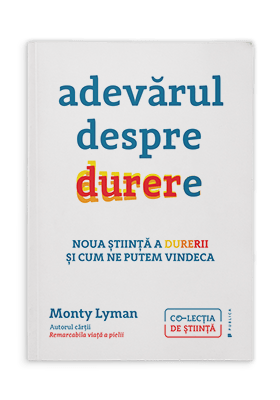 adevărul
despre
durere
NOUA ȘTIINȚĂ A DURERII
ȘI CUM NE PUTEM VINDECA
Monty Lyman
Autorul cărții
Remarcabila viață a pielii
CO-LECȚIA
DE ȘTIINȚĂ
PUBLICA